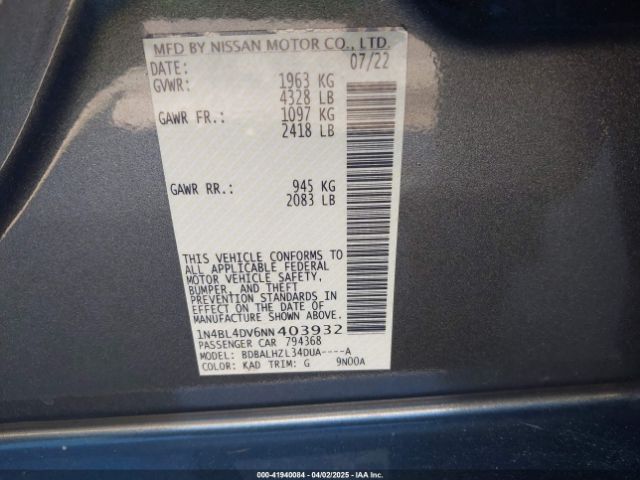 MFD BY NISSAN MOTOR CO., LTD.
DATE: 07/22
GVWR: 1963 KG
4328 LB
GAWR FR.: 1097 KG
2418 LB
GAWR RR.: 945 KG
2083 LB
THIS VEHICLE CONFORMS TO
ALL APPLICABLE FEDERAL
MOTOR VEHICLE SAFETY,
BUMPER, AND THEFT
PREVENTION STANDARDS IN
EFFECT ON THE DATE OF
MANUFACTURE SHOWN ABOVE.
1N4BL4DV6NN403932
PASSENGER CAR 794368
MODEL: BDBALHZL34DUA----A
COLOR: KAD TRIM: G 9N00A
000-41940084 - 04/02/2025 - IAA Inc.